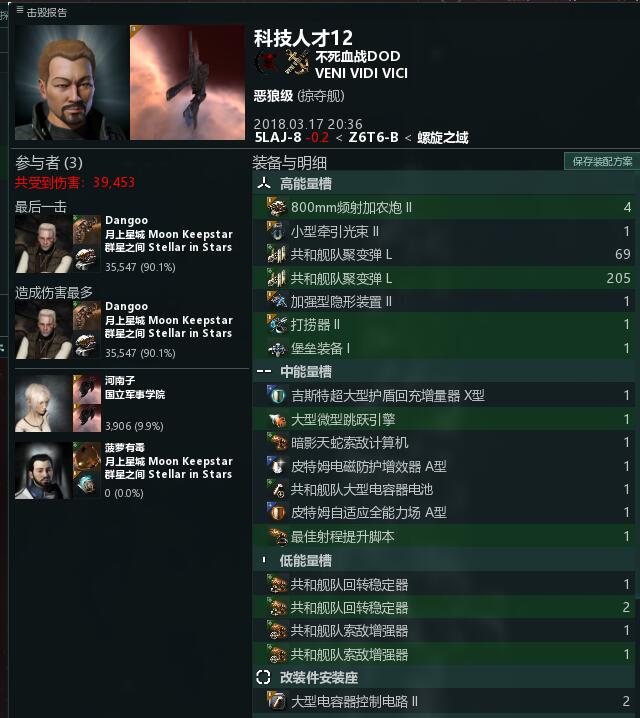 击毁报告
科技人才12
不死血战DOD
VENI VIDI VICI
恶狼级 (掠夺舰)
2018.03.17 20:36
5LAJ-8 -0.2 < Z6T6-B < 螺旋之域
参与者 (3)
共受到伤害: 39,453
最后一击
Dangoo
月上星城 Moon Keepstar
群星之间 Stellar in Stars
35,547 (90.1%)
造成伤害最多
Dangoo
月上星城 Moon Keepstar
群星之间 Stellar in Stars
35,547 (90.1%)
河南子
国立军事学院
3,906 (9.9%)
菠萝有毒
月上星城 Moon Keepstar
群星之间 Stellar in Stars
0 (0.0%)
装备与明细
保存装配方案
高能量槽
800mm频射加农炮 II 4
小型牵引光束 II 1
共和舰队聚变弹 L 69
共和舰队聚变弹 L 205
加强型隐形装置 II 1
打捞器 II 1
堡垒装备 I 1
中能量槽
吉斯特超大型护盾回充增量器 X型 1
大型微型跳跃引擎 1
暗影天蛇索敌计算机 1
皮特姆电磁防护增效器 A型 1
共和舰队大型电容器电池 1
皮特姆自适应全能力场 A型 1
最佳射程提升脚本 1
低能量槽
共和舰队回转稳定器 1
共和舰队回转稳定器 2
共和舰队索敌增强器 1
共和舰队索敌增强器 1
改装件安装座
大型电容器控制电路 II 2